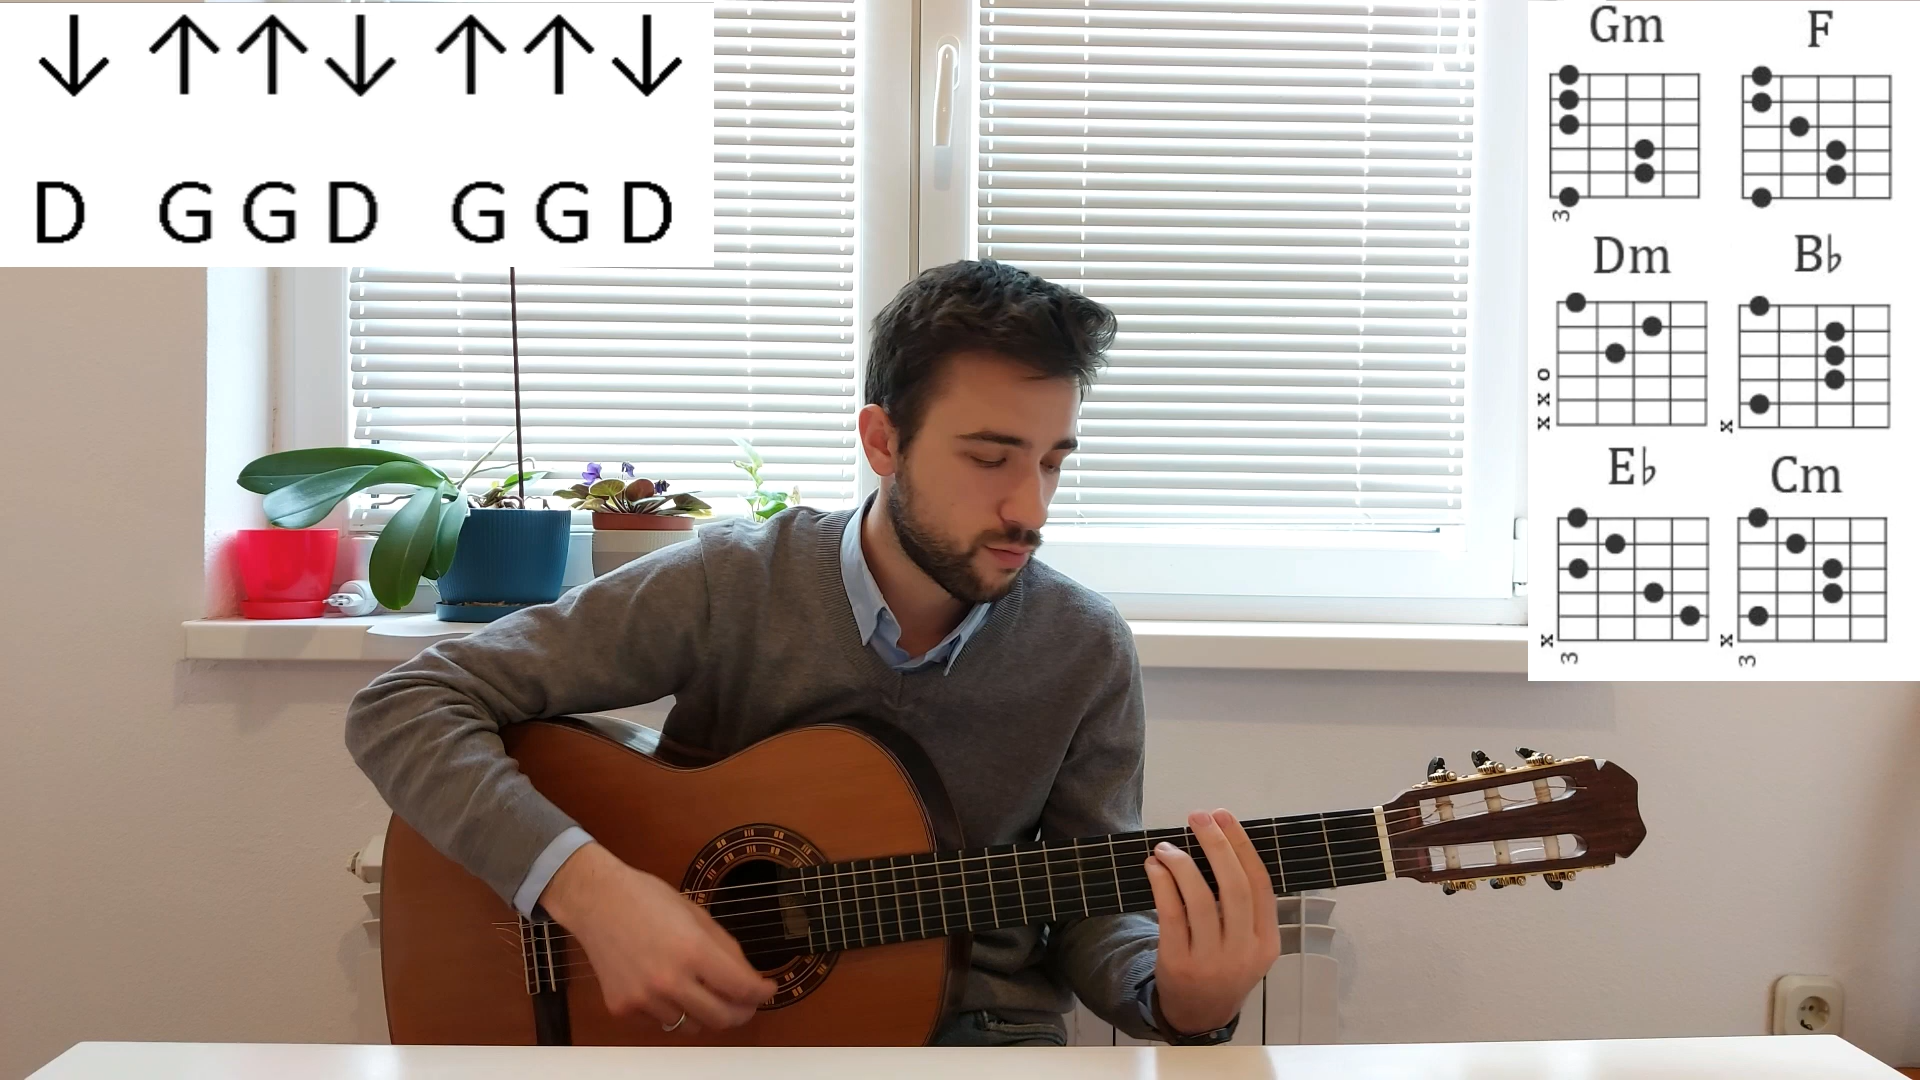 ↓ ↑↑↓ ↑↑↓
D GGD GGD
Gm F
3
Dm B♭
x x o
x
E♭ Cm
x x
3 3